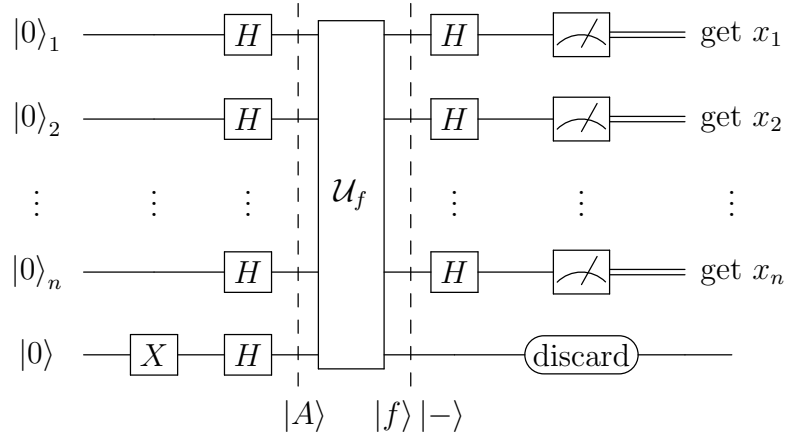 |0⟩₁ H H get x₁
|0⟩₂ H H get x₂
⋮ ⋮ ⋮ 𝒰_f ⋮ ⋮ ⋮
|0⟩ₙ H H get xₙ
|0⟩ X H discard
|A⟩ |f⟩ |−⟩